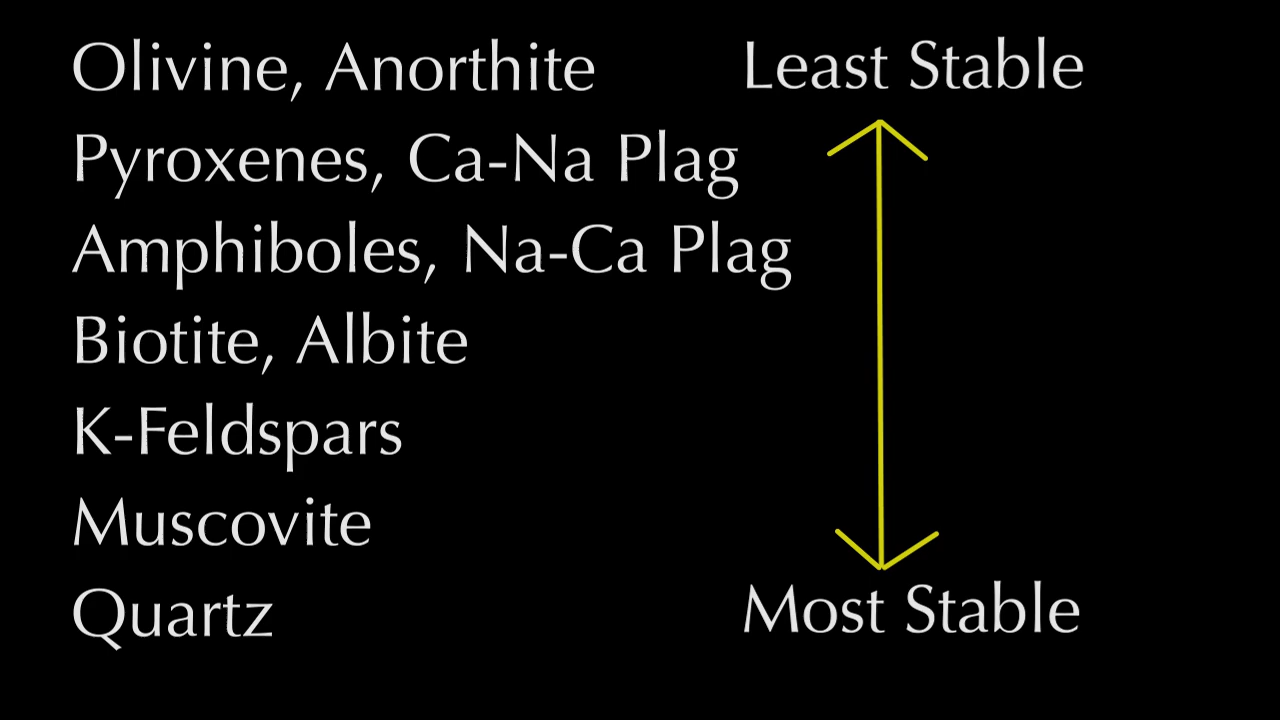 Olivine, Anorthite
Least Stable
Pyroxenes, Ca-Na Plag
Amphiboles, Na-Ca Plag
Biotite, Albite
K-Feldspars
Muscovite
Quartz
Most Stable